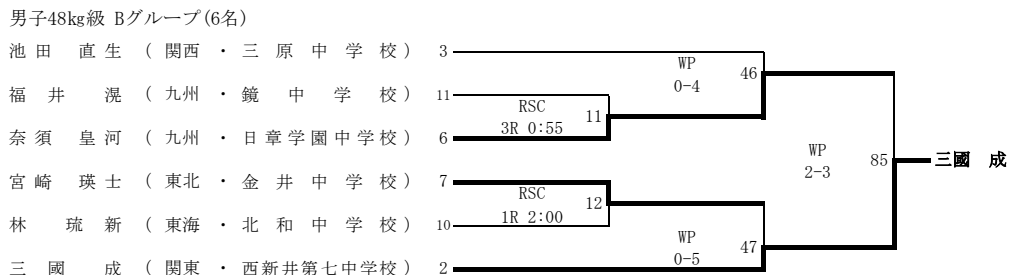 男子48kg級 Bグループ(6名)
池田 直生 ( 関西 ・ 三原中学校 ) 3
WP
0-4
46
福井 滉 ( 九州 ・ 鏡中学校 ) 11
RSC
3R 0:55
11
奈須 皇河 ( 九州 ・ 日章学園中学校 ) 6
WP
2-3
85
三國 成
宮崎 瑛士 ( 東北 ・ 金井中学校 ) 7
RSC
1R 2:00
12
林 琉新 ( 東海 ・ 北和中学校 ) 10
WP
0-5
47
三國 成 ( 関東 ・ 西新井第七中学校 ) 2